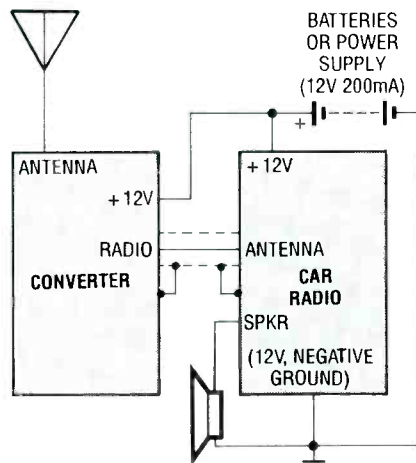 BATTERIES
OR POWER
SUPPLY
(12V 200mA)
+
ANTENNA
+12V
RADIO
CONVERTER
+12V
ANTENNA
CAR
RADIO
SPKR
(12V, NEGATIVE
GROUND)